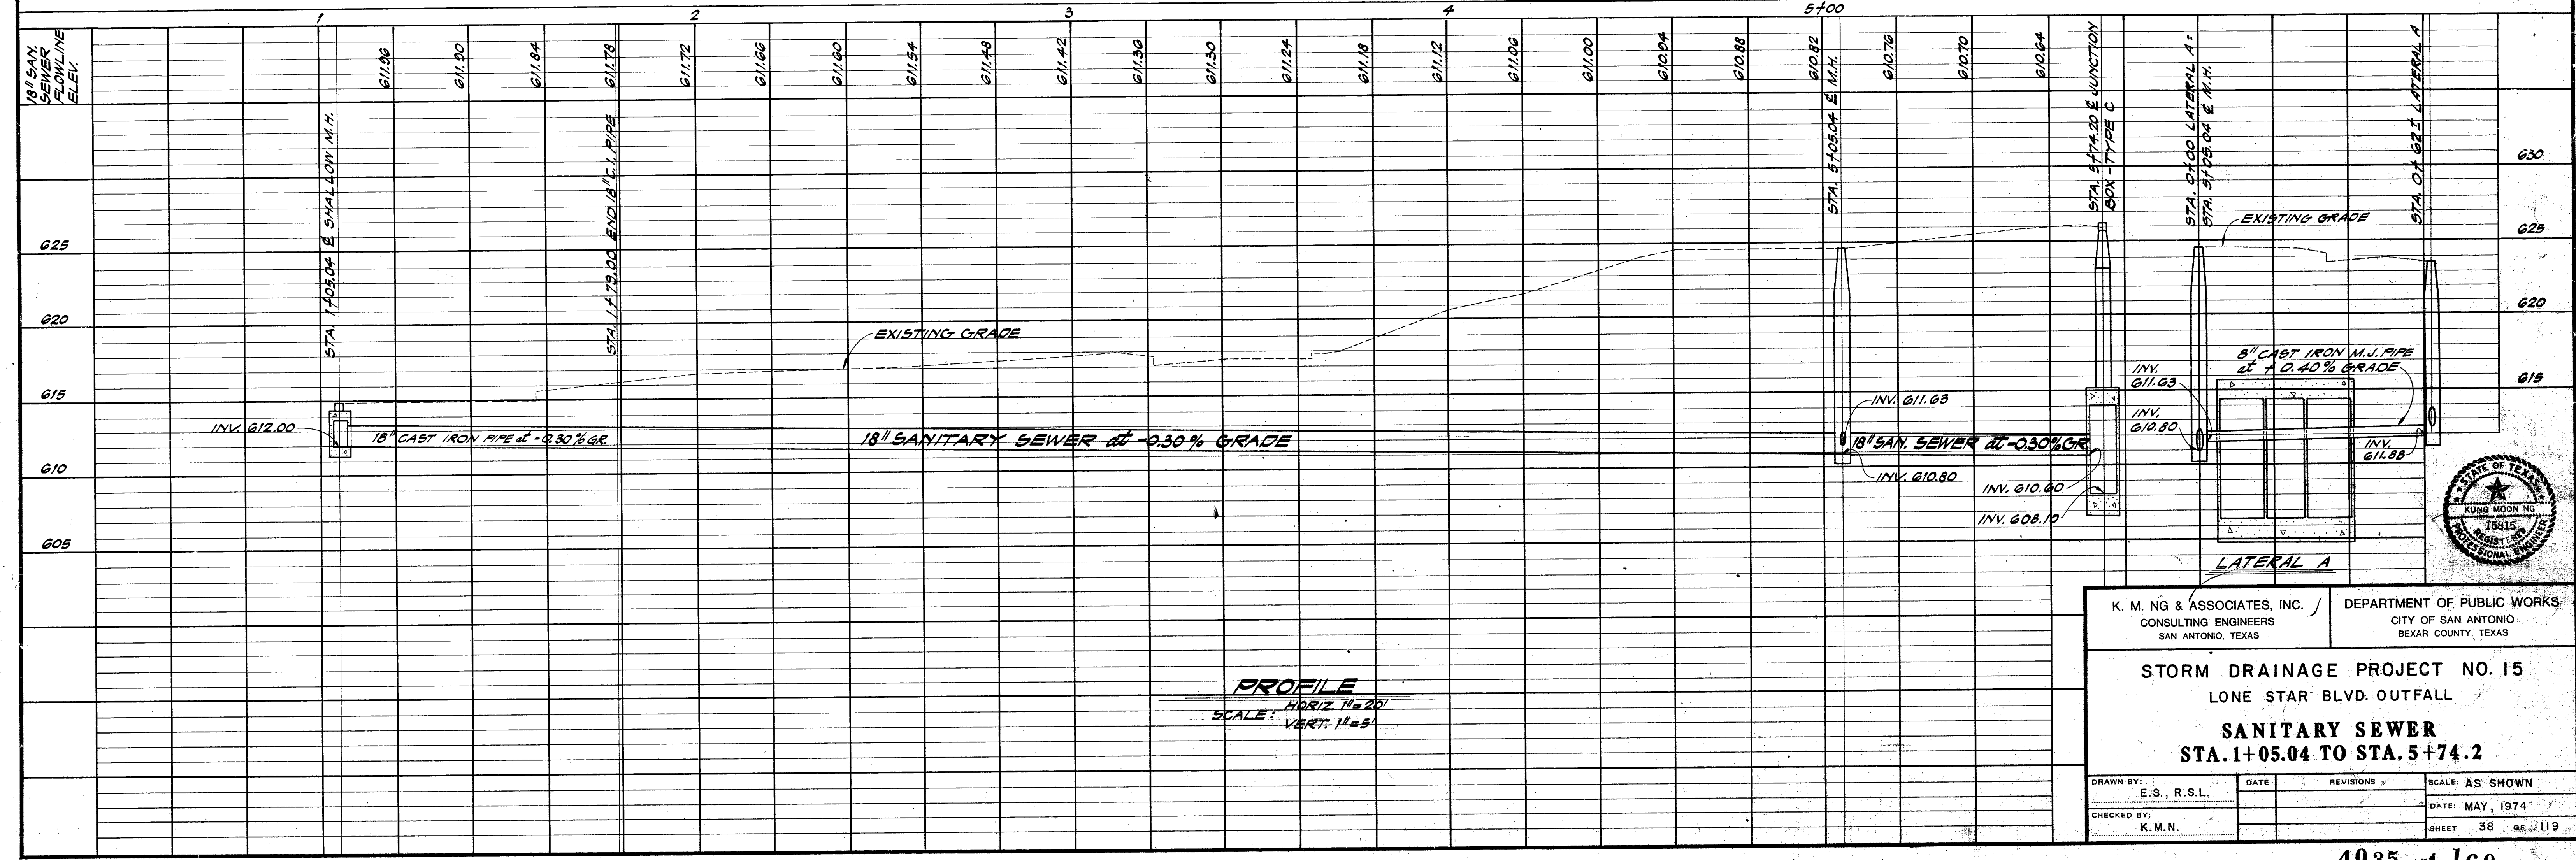 1 2 3 4 5+00
18" SAN.
SEWER
FLOWLINE
ELEV.
611.96 611.90 611.84 611.78 611.72 611.66 611.60 611.54 611.48 611.42 611.36 611.30 611.24 611.18 611.12 611.06 611.00 610.94 610.88 610.82 610.76 610.70 610.64
STA. 1+05.04 ℄ SHALLOW M.H.
STA. 1+79.00 END 18" C.I. PIPE
STA. 5+05.04 ℄ M.H.
STA. 5+74.20 ℄ JUNCTION
BOX - TYPE C
STA. 0+00 LATERAL A =
STA. 5+05.04 ℄ M.H.
STA. 0+62± LATERAL A
630
625
625
620
620
615
615
610
605
EXISTING GRADE
EXISTING GRADE
8" CAST IRON M.J. PIPE
at +0.40% GRADE
INV.
611.63
INV.
610.80
INV.
611.88
INV. 612.00
18" CAST IRON PIPE at -0.30% GR.
18" SANITARY SEWER at -0.30% GRADE
INV. 611.63
18" SAN. SEWER at -0.30% GR.
INV. 610.80
INV. 610.60
INV. 608.10
LATERAL A
PROFILE
SCALE: HORIZ. 1"=20'
VERT. 1"=5'
STATE OF TEXAS
KUNG MOON NG
15815
REGISTERED
PROFESSIONAL ENGINEER
K. M. NG & ASSOCIATES, INC.
CONSULTING ENGINEERS
SAN ANTONIO, TEXAS
DEPARTMENT OF PUBLIC WORKS
CITY OF SAN ANTONIO
BEXAR COUNTY, TEXAS
STORM DRAINAGE PROJECT NO. 15
LONE STAR BLVD. OUTFALL
SANITARY SEWER
STA. 1+05.04 TO STA. 5+74.2
DRAWN BY:
E.S., R.S.L.
CHECKED BY:
K.M.N.
DATE REVISIONS
SCALE: AS SHOWN
DATE: MAY, 1974
SHEET 38 OF 119